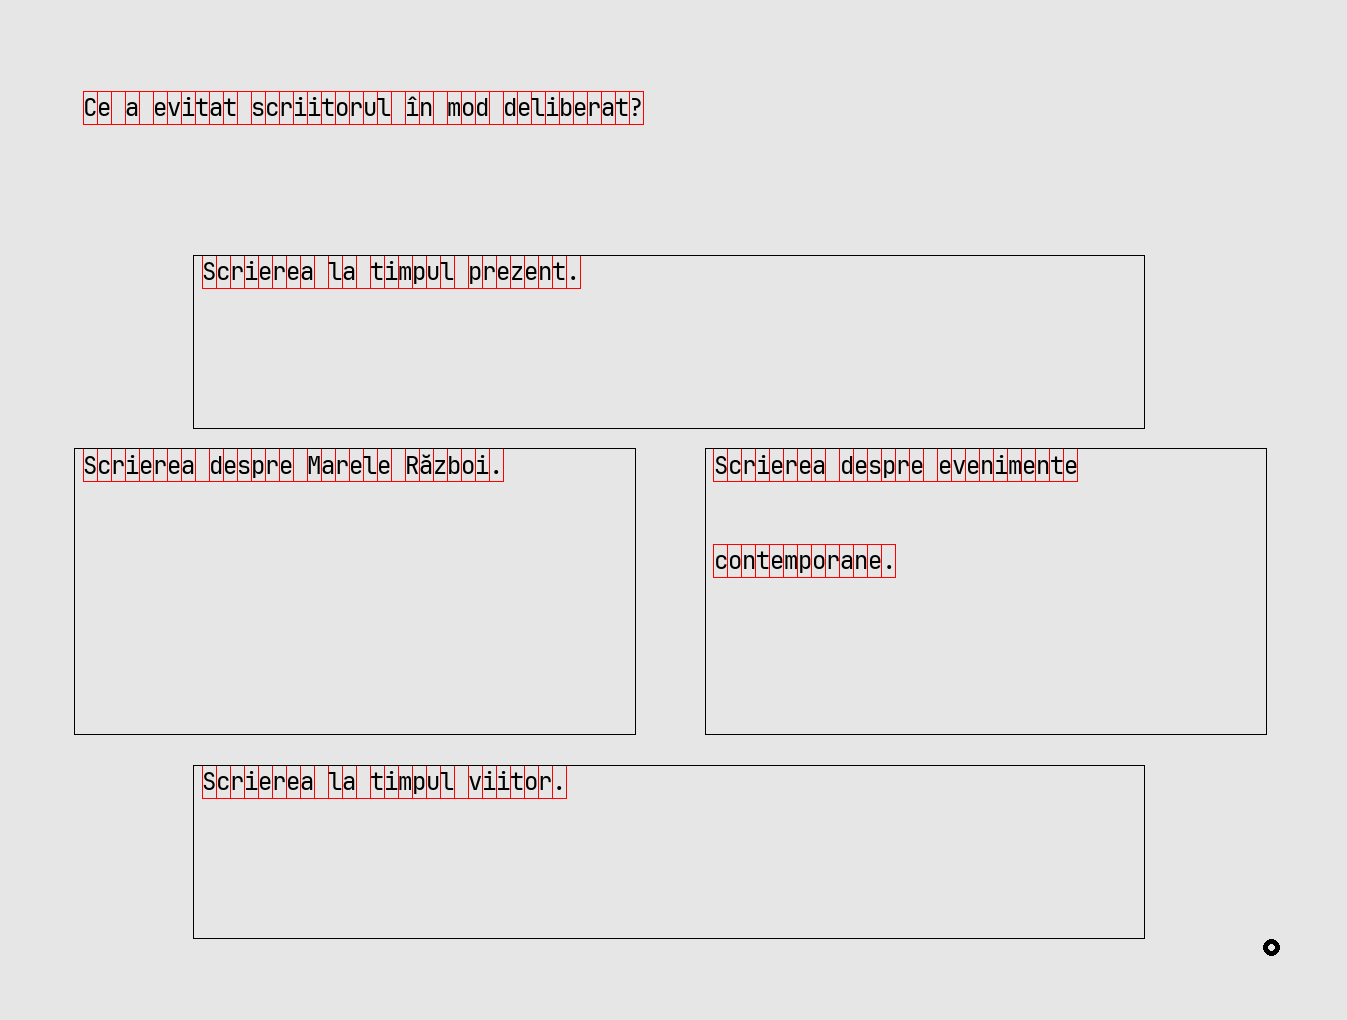 Ce a evitat scriitorul în mod deliberat?
Scrierea la timpul prezent.
Scrierea despre Marele Război.
Scrierea despre evenimente
contemporane.
Scrierea la timpul viitor.